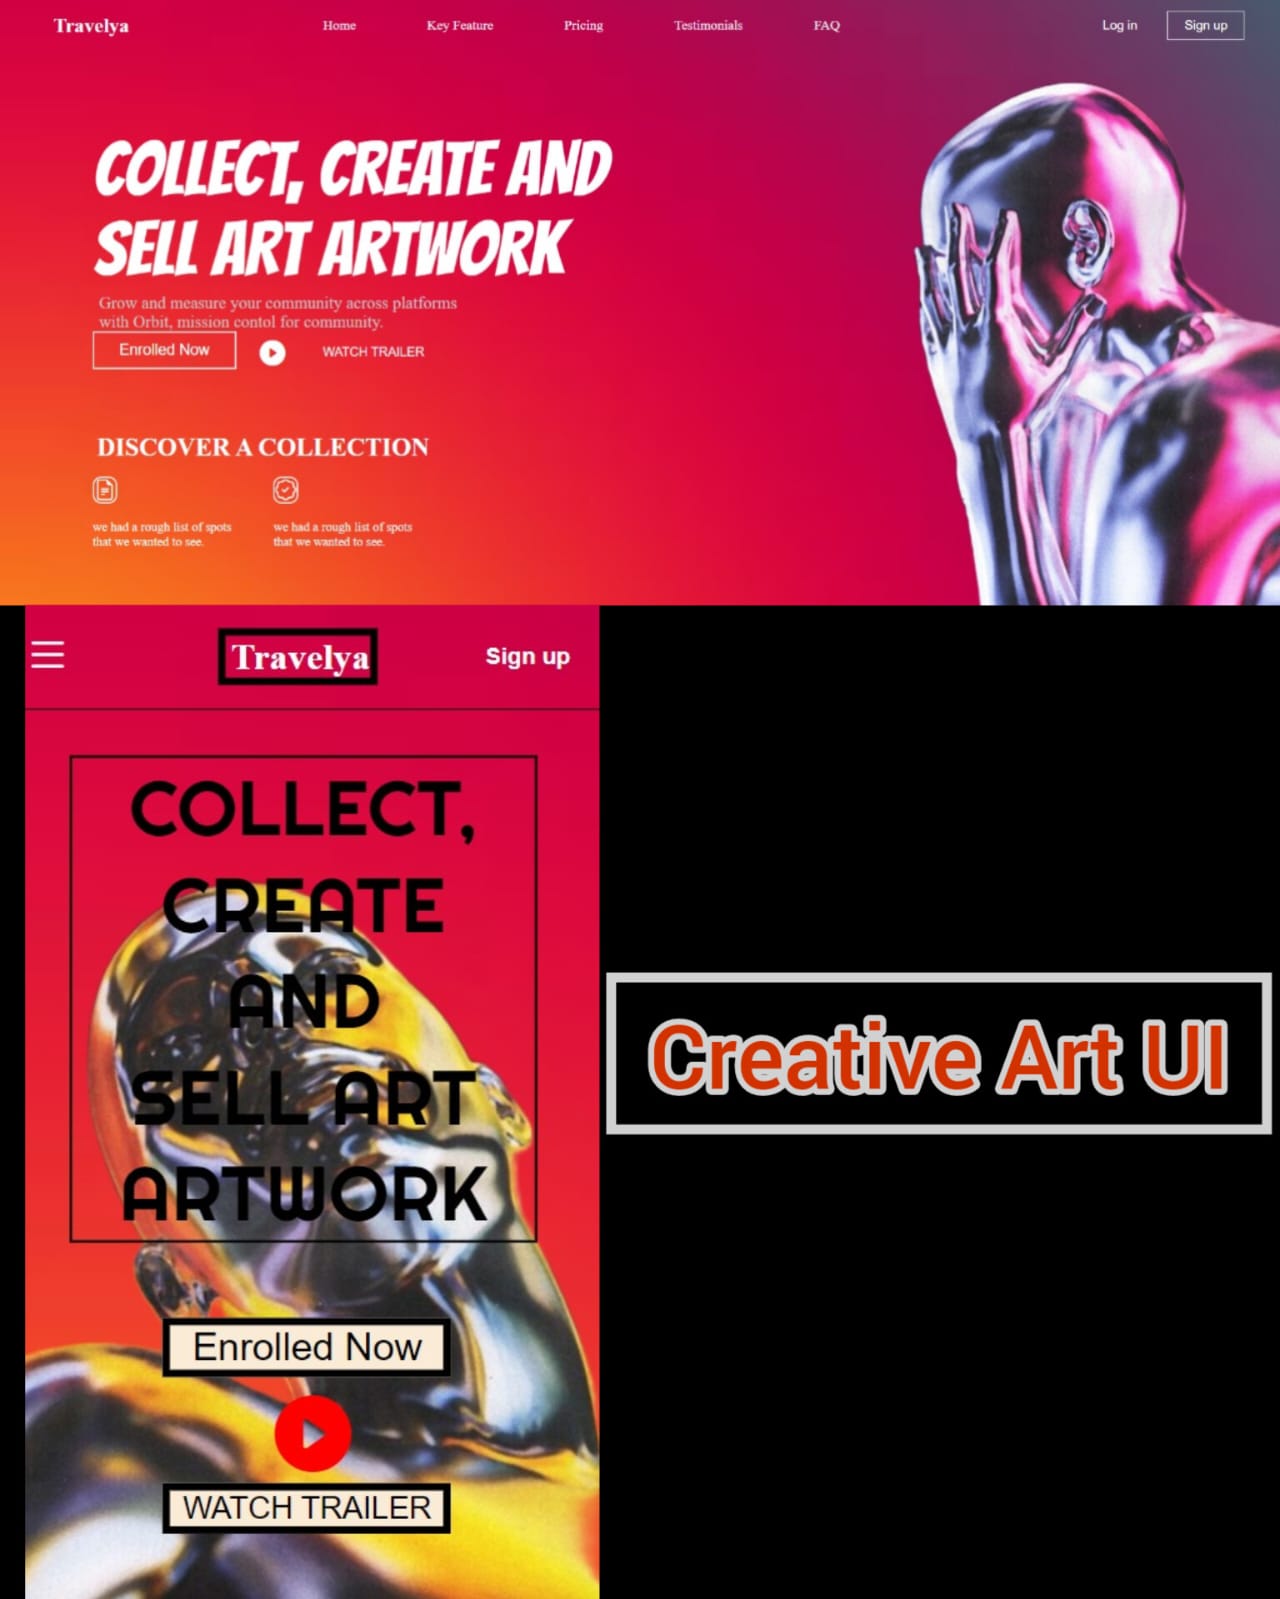 Travelya
Home
Key Feature
Pricing
Testimonials
FAQ
Log in
Sign up
COLLECT, CREATE AND
SELL ART ARTWORK
Grow and measure your community across platforms
with Orbit, mission contol for community.
Enrolled Now
WATCH TRAILER
DISCOVER A COLLECTION
we had a rough list of spots
that we wanted to see.
we had a rough list of spots
that we wanted to see.
Travelya
Sign up
COLLECT,
CREATE
AND
SELL ART
ARTWORK
Enrolled Now
WATCH TRAILER
Creative Art UI